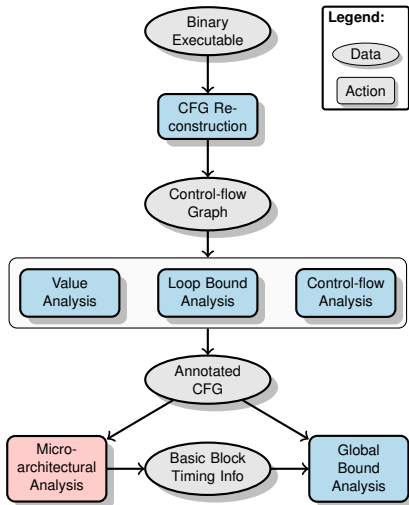 Binary
Executable
Legend:
Data
Action
CFG Re-
construction
Control-flow
Graph
Value
Analysis
Loop Bound
Analysis
Control-flow
Analysis
Annotated
CFG
Micro-
architectural
Analysis
Basic Block
Timing Info
Global
Bound
Analysis